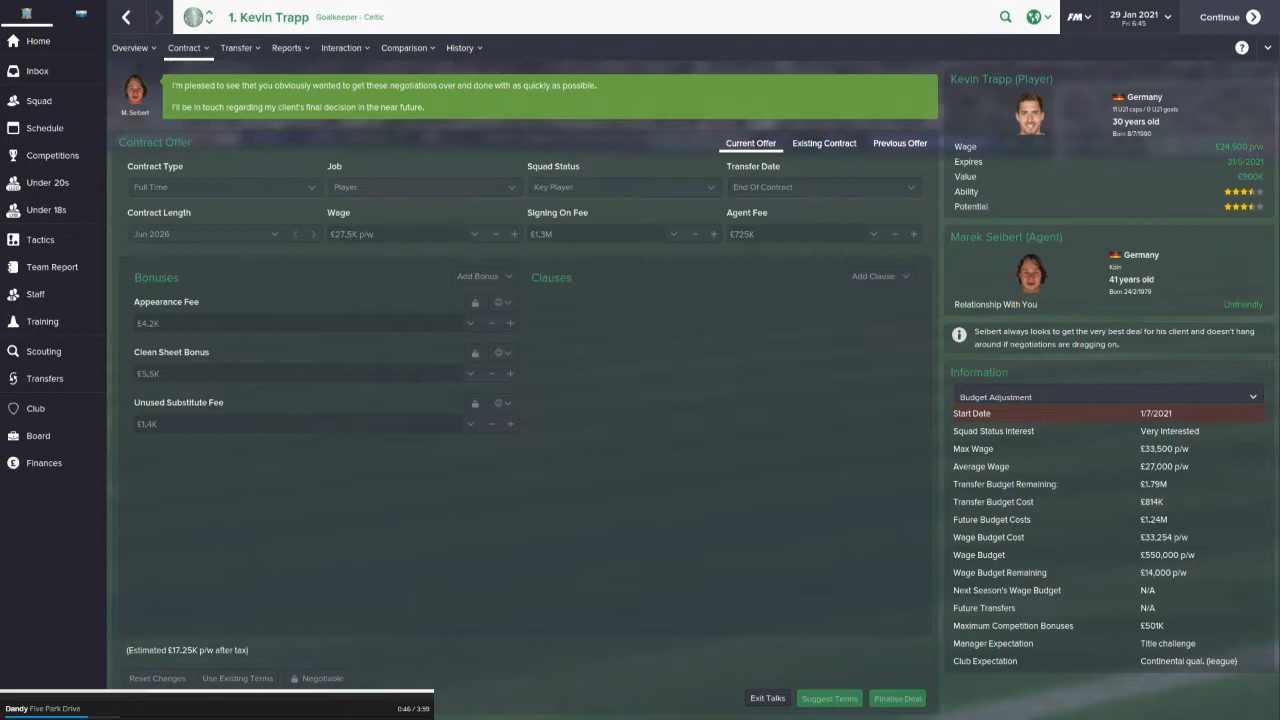 1. Kevin Trapp
Goalkeeper - Celtic
FM
29 Jan 2021
Fri 6:45
Continue
Overview
Contract
Transfer
Reports
Interaction
Comparison
History
Home
Inbox
Squad
Schedule
Competitions
Under 20s
Under 18s
Tactics
Team Report
Staff
Training
Scouting
Transfers
Club
Board
Finances
M. Seibert
I'm pleased to see that you obviously wanted to get these negotiations over and done with as quickly as possible.
I'll be in touch regarding my client's final decision in the near future.
Contract Offer
Current Offer
Existing Contract
Previous Offer
Contract Type
Job
Squad Status
Transfer Date
Full Time
Player
Key Player
End Of Contract
Contract Length
Wage
Signing On Fee
Agent Fee
Jun 2026
£27.5K p/w
£1.3M
£725K
Bonuses
Add Bonus
Clauses
Add Clause
Appearance Fee
£4.2K
Clean Sheet Bonus
£5.5K
Unused Substitute Fee
£1.4K
(Estimated £17.25K p/w after tax)
Reset Changes
Use Existing Terms
Negotiable
Exit Talks
Suggest Terms
Finalise Deal
Kevin Trapp (Player)
Germany
11 U21 caps / 0 U21 goals
30 years old
Born 8/7/1990
Wage £24,500 p/w
Expires 31/5/2021
Value £900K
Ability
Potential
Marek Seibert (Agent)
Germany
Köln
41 years old
Born 24/2/1979
Relationship With You Unfriendly
Seibert always looks to get the very best deal for his client and doesn't hang
around if negotiations are dragging on.
Information
Budget Adjustment
Start Date 1/7/2021
Squad Status Interest Very Interested
Max Wage £33,500 p/w
Average Wage £27,000 p/w
Transfer Budget Remaining: £1.79M
Transfer Budget Cost £814K
Future Budget Costs £1.24M
Wage Budget Cost £33,254 p/w
Wage Budget £550,000 p/w
Wage Budget Remaining £14,000 p/w
Next Season's Wage Budget N/A
Future Transfers N/A
Maximum Competition Bonuses £501K
Manager Expectation Title challenge
Club Expectation Continental qual. (league)
Dandy Five Park Drive
0:46 / 3:59